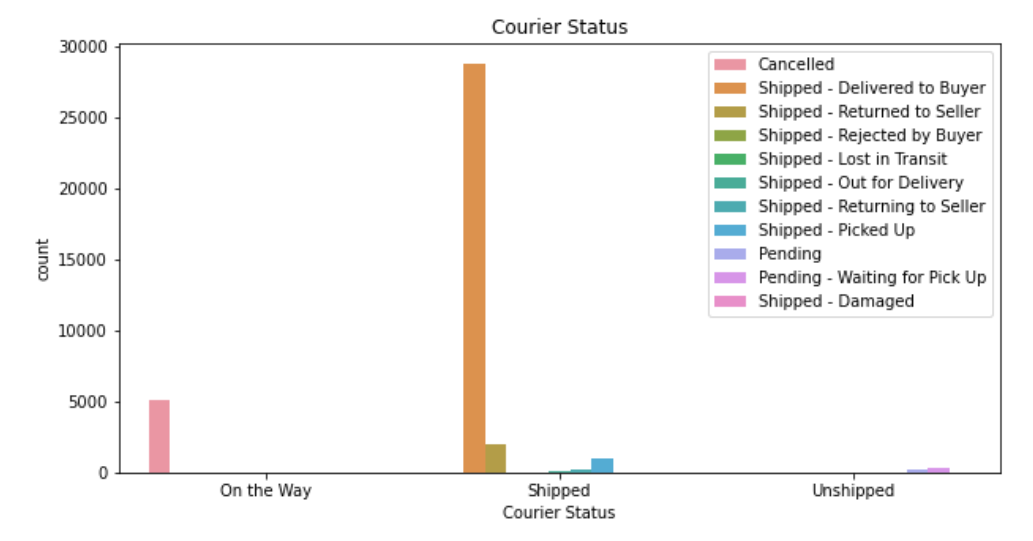 Courier Status
30000
25000
20000
15000
10000
5000
0
count
Cancelled
Shipped - Delivered to Buyer
Shipped - Returned to Seller
Shipped - Rejected by Buyer
Shipped - Lost in Transit
Shipped - Out for Delivery
Shipped - Returning to Seller
Shipped - Picked Up
Pending
Pending - Waiting for Pick Up
Shipped - Damaged
On the Way
Shipped
Unshipped
Courier Status